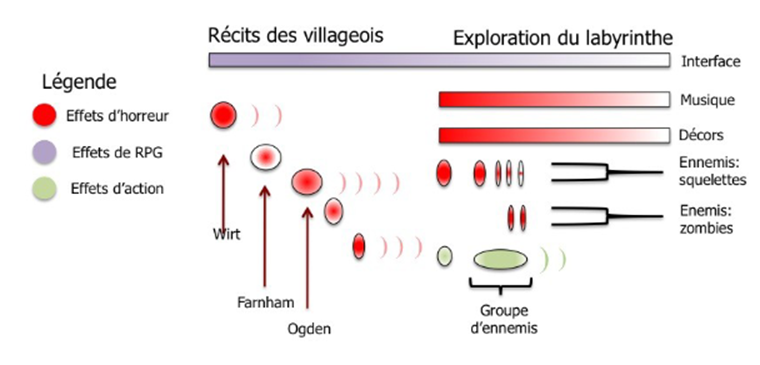 Récits des villageois
Exploration du labyrinthe
Interface
Légende
Effets d'horreur
Effets de RPG
Effets d'action
Musique
Décors
Ennemis:
squelettes
Enemis:
zombies
Wirt
Farnham
Ogden
Groupe
d'ennemis